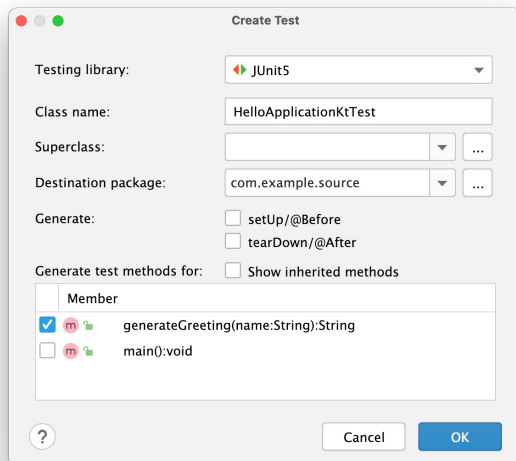 Create Test
Testing library: JUnit5
Class name: HelloApplicationKtTest
Superclass: ...
Destination package: com.example.source ...
Generate: setUp/@Before
tearDown/@After
Generate test methods for: Show inherited methods
Member
m generateGreeting(name:String):String
m main():void
? Cancel OK